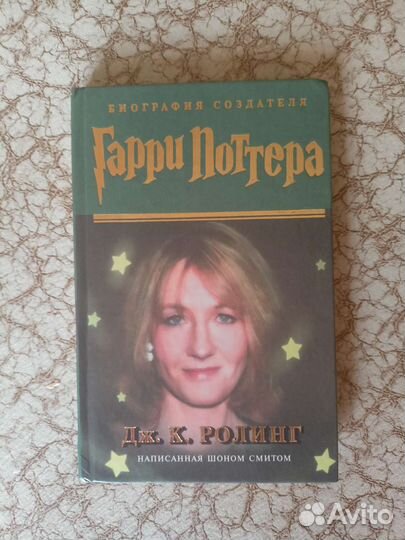 БИОГРАФИЯ СОЗДАТЕЛЯ
Гарри Поттера
Дж. К. РОЛИНГ
НАПИСАННАЯ ШОНОМ СМИТОМ
Avito